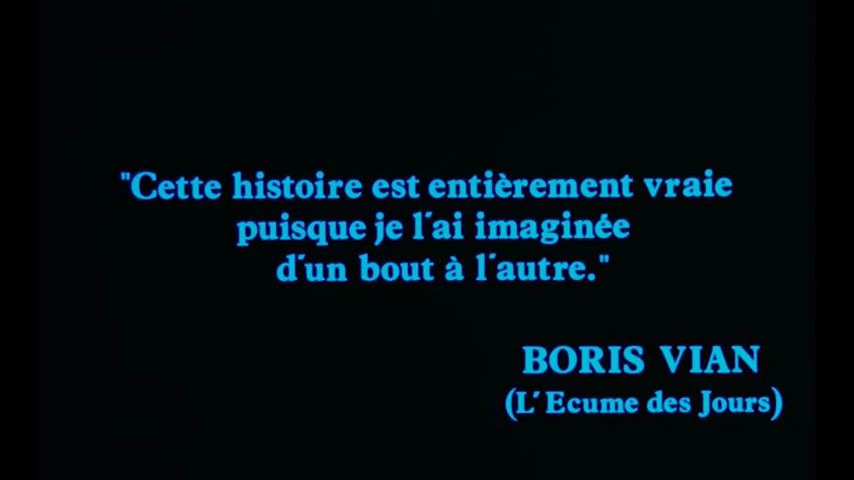 "Cette histoire est entièrement vraie
puisque je l´ai imaginée
d´un bout à l´autre."
BORIS VIAN
(L´Ecume des Jours)